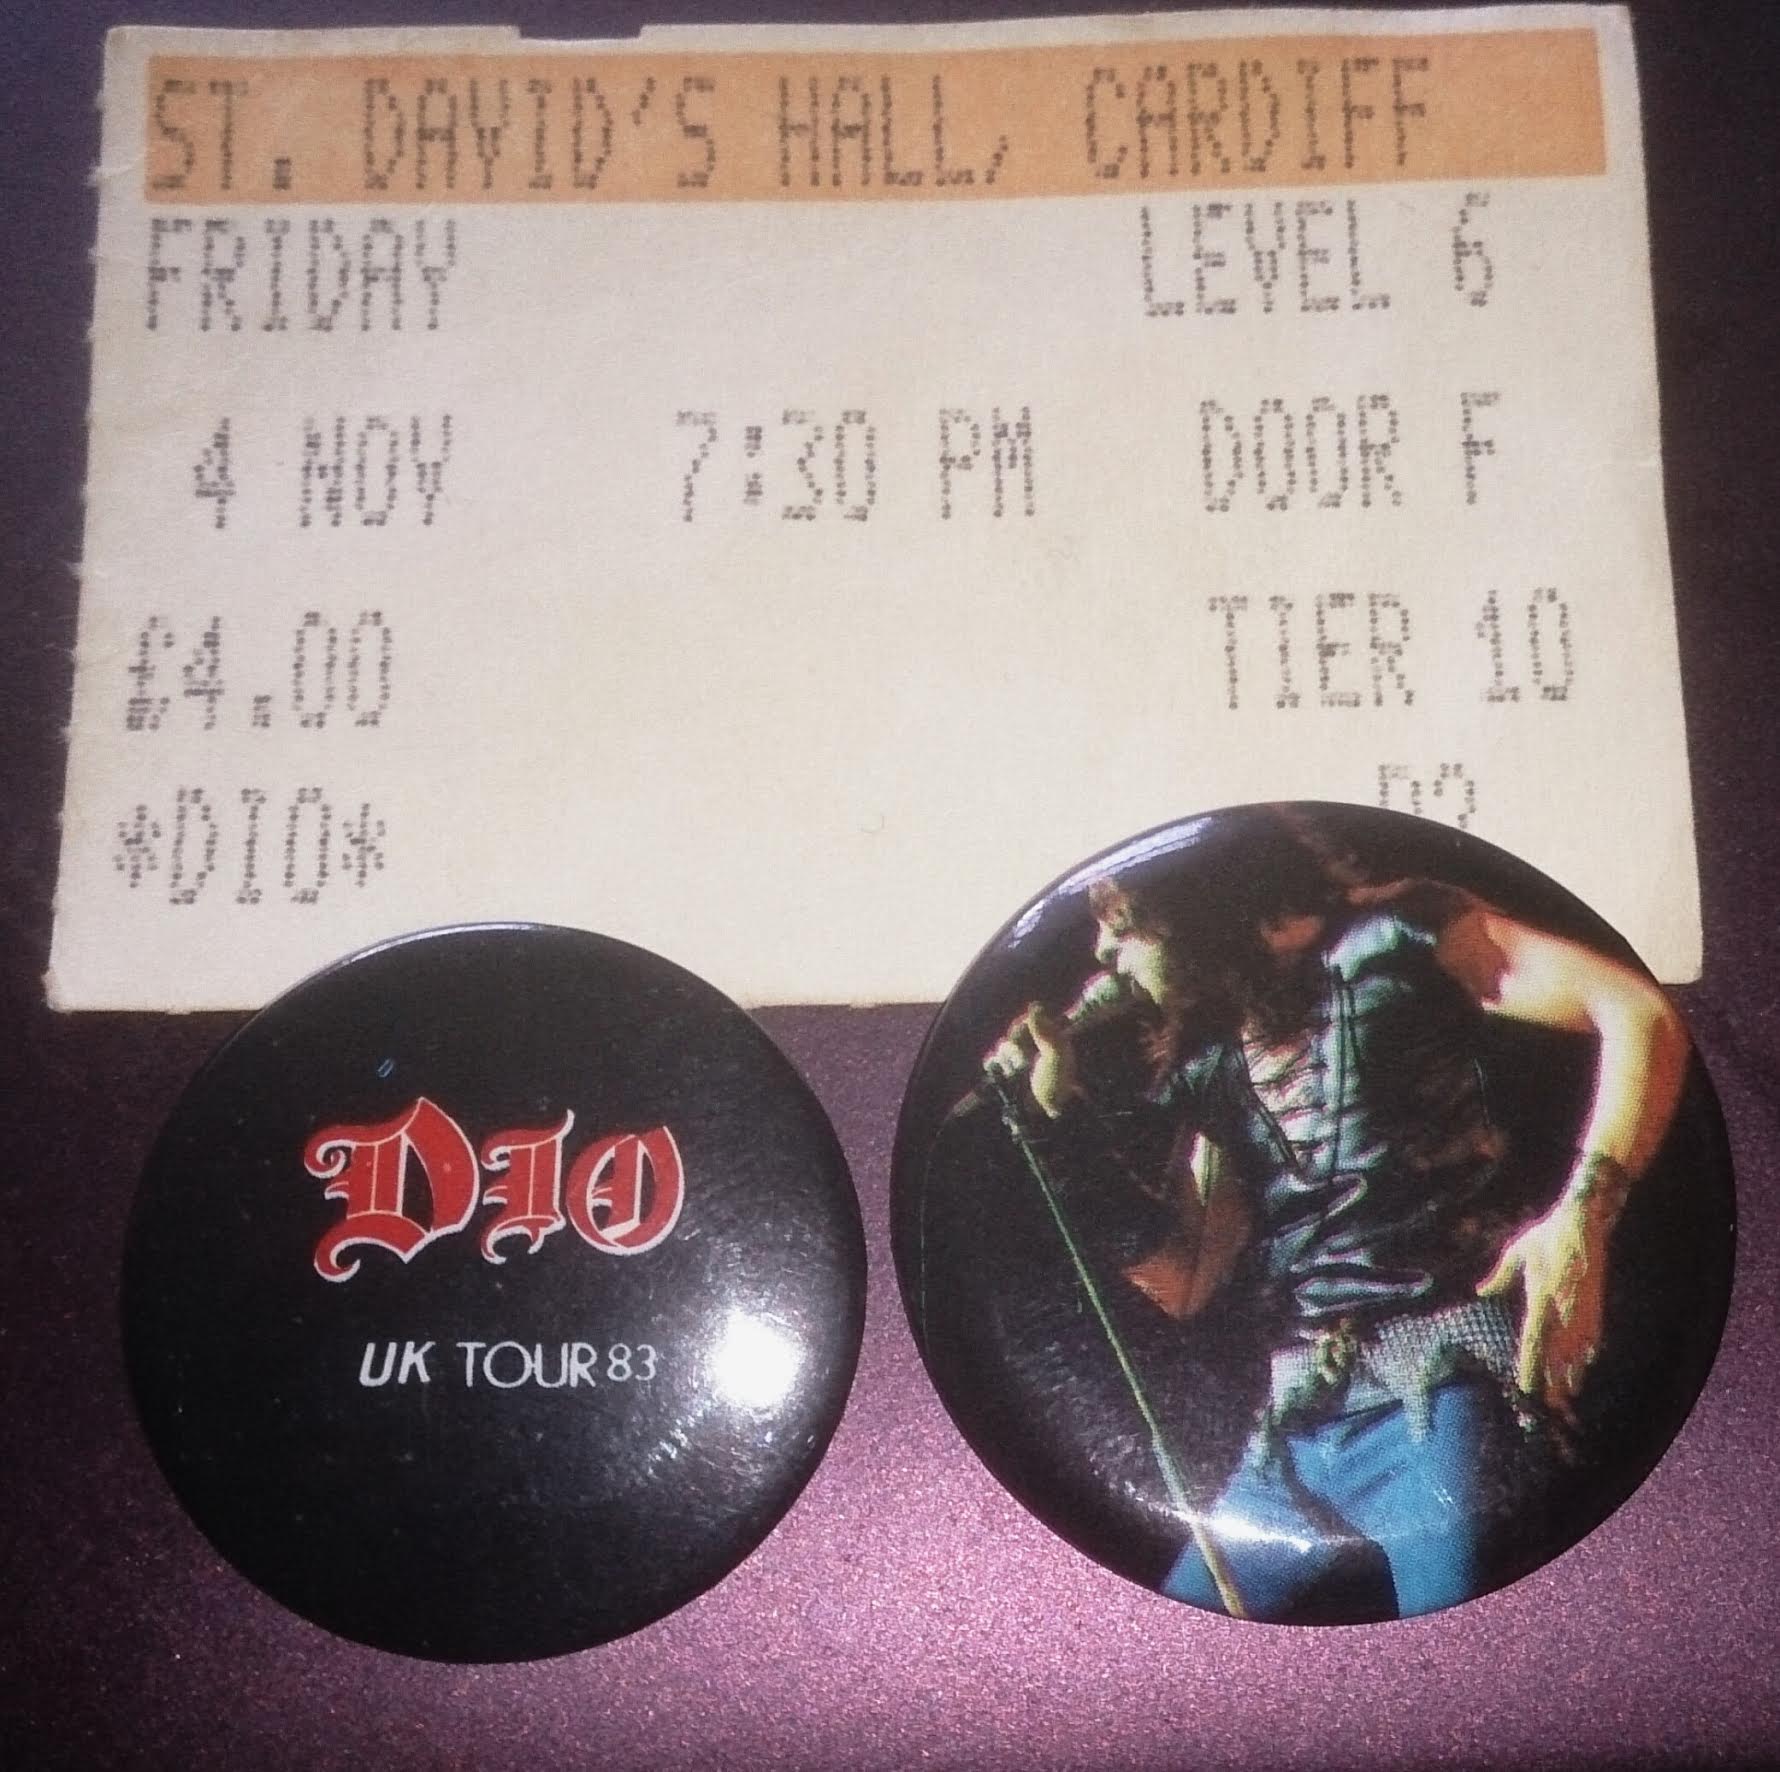 ST. DAVID'S HALL, CARDIFF
FRIDAY LEVEL 6
4 NOV 7:30 PM DOOR F
£4.00 TIER 10
*DIO*
DIO
UK TOUR 83